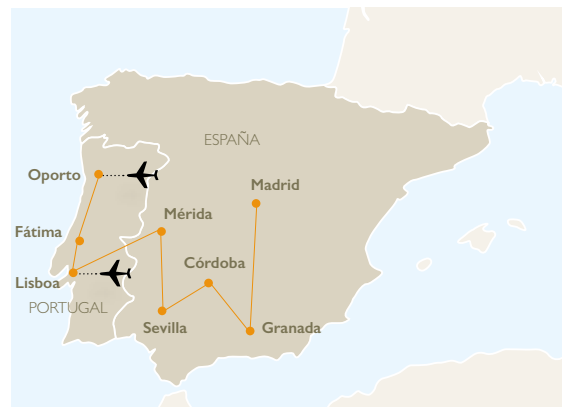 ESPAÑA
Oporto
Madrid
Mérida
Fátima
Córdoba
Lisboa
PORTUGAL
Sevilla
Granada